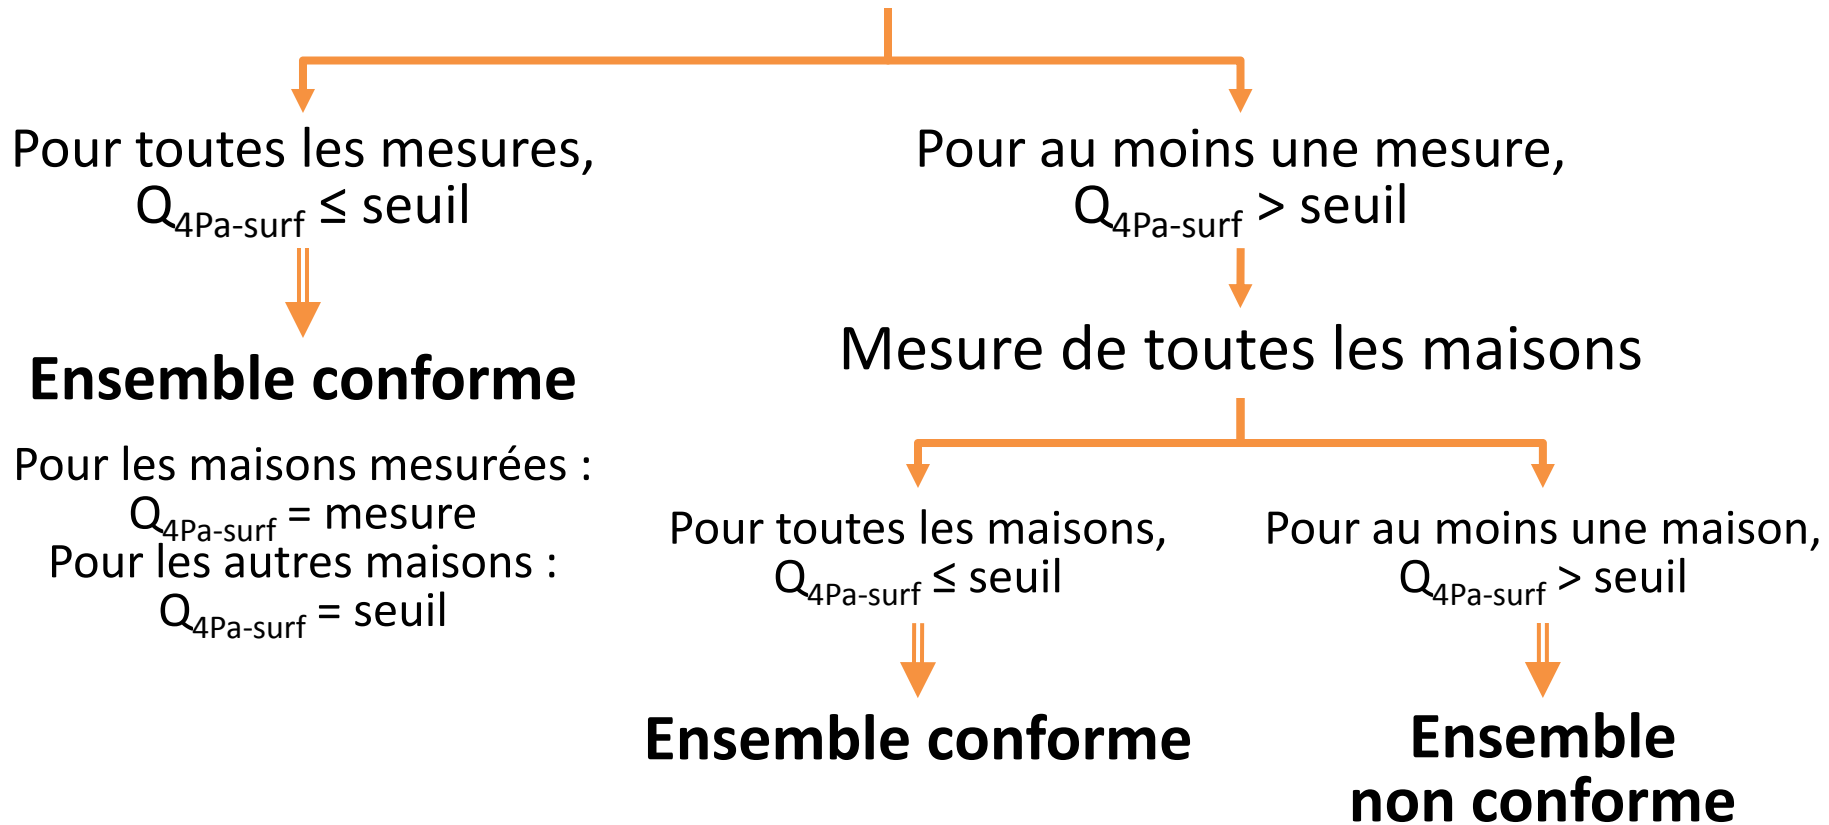 Pour toutes les mesures,
Q4Pa-surf ≤ seuil
Ensemble conforme
Pour les maisons mesurées :
Q4Pa-surf = mesure
Pour les autres maisons :
Q4Pa-surf = seuil
Pour au moins une mesure,
Q4Pa-surf > seuil
Mesure de toutes les maisons
Pour toutes les maisons,
Q4Pa-surf ≤ seuil
Ensemble conforme
Pour au moins une maison,
Q4Pa-surf > seuil
Ensemble
non conforme